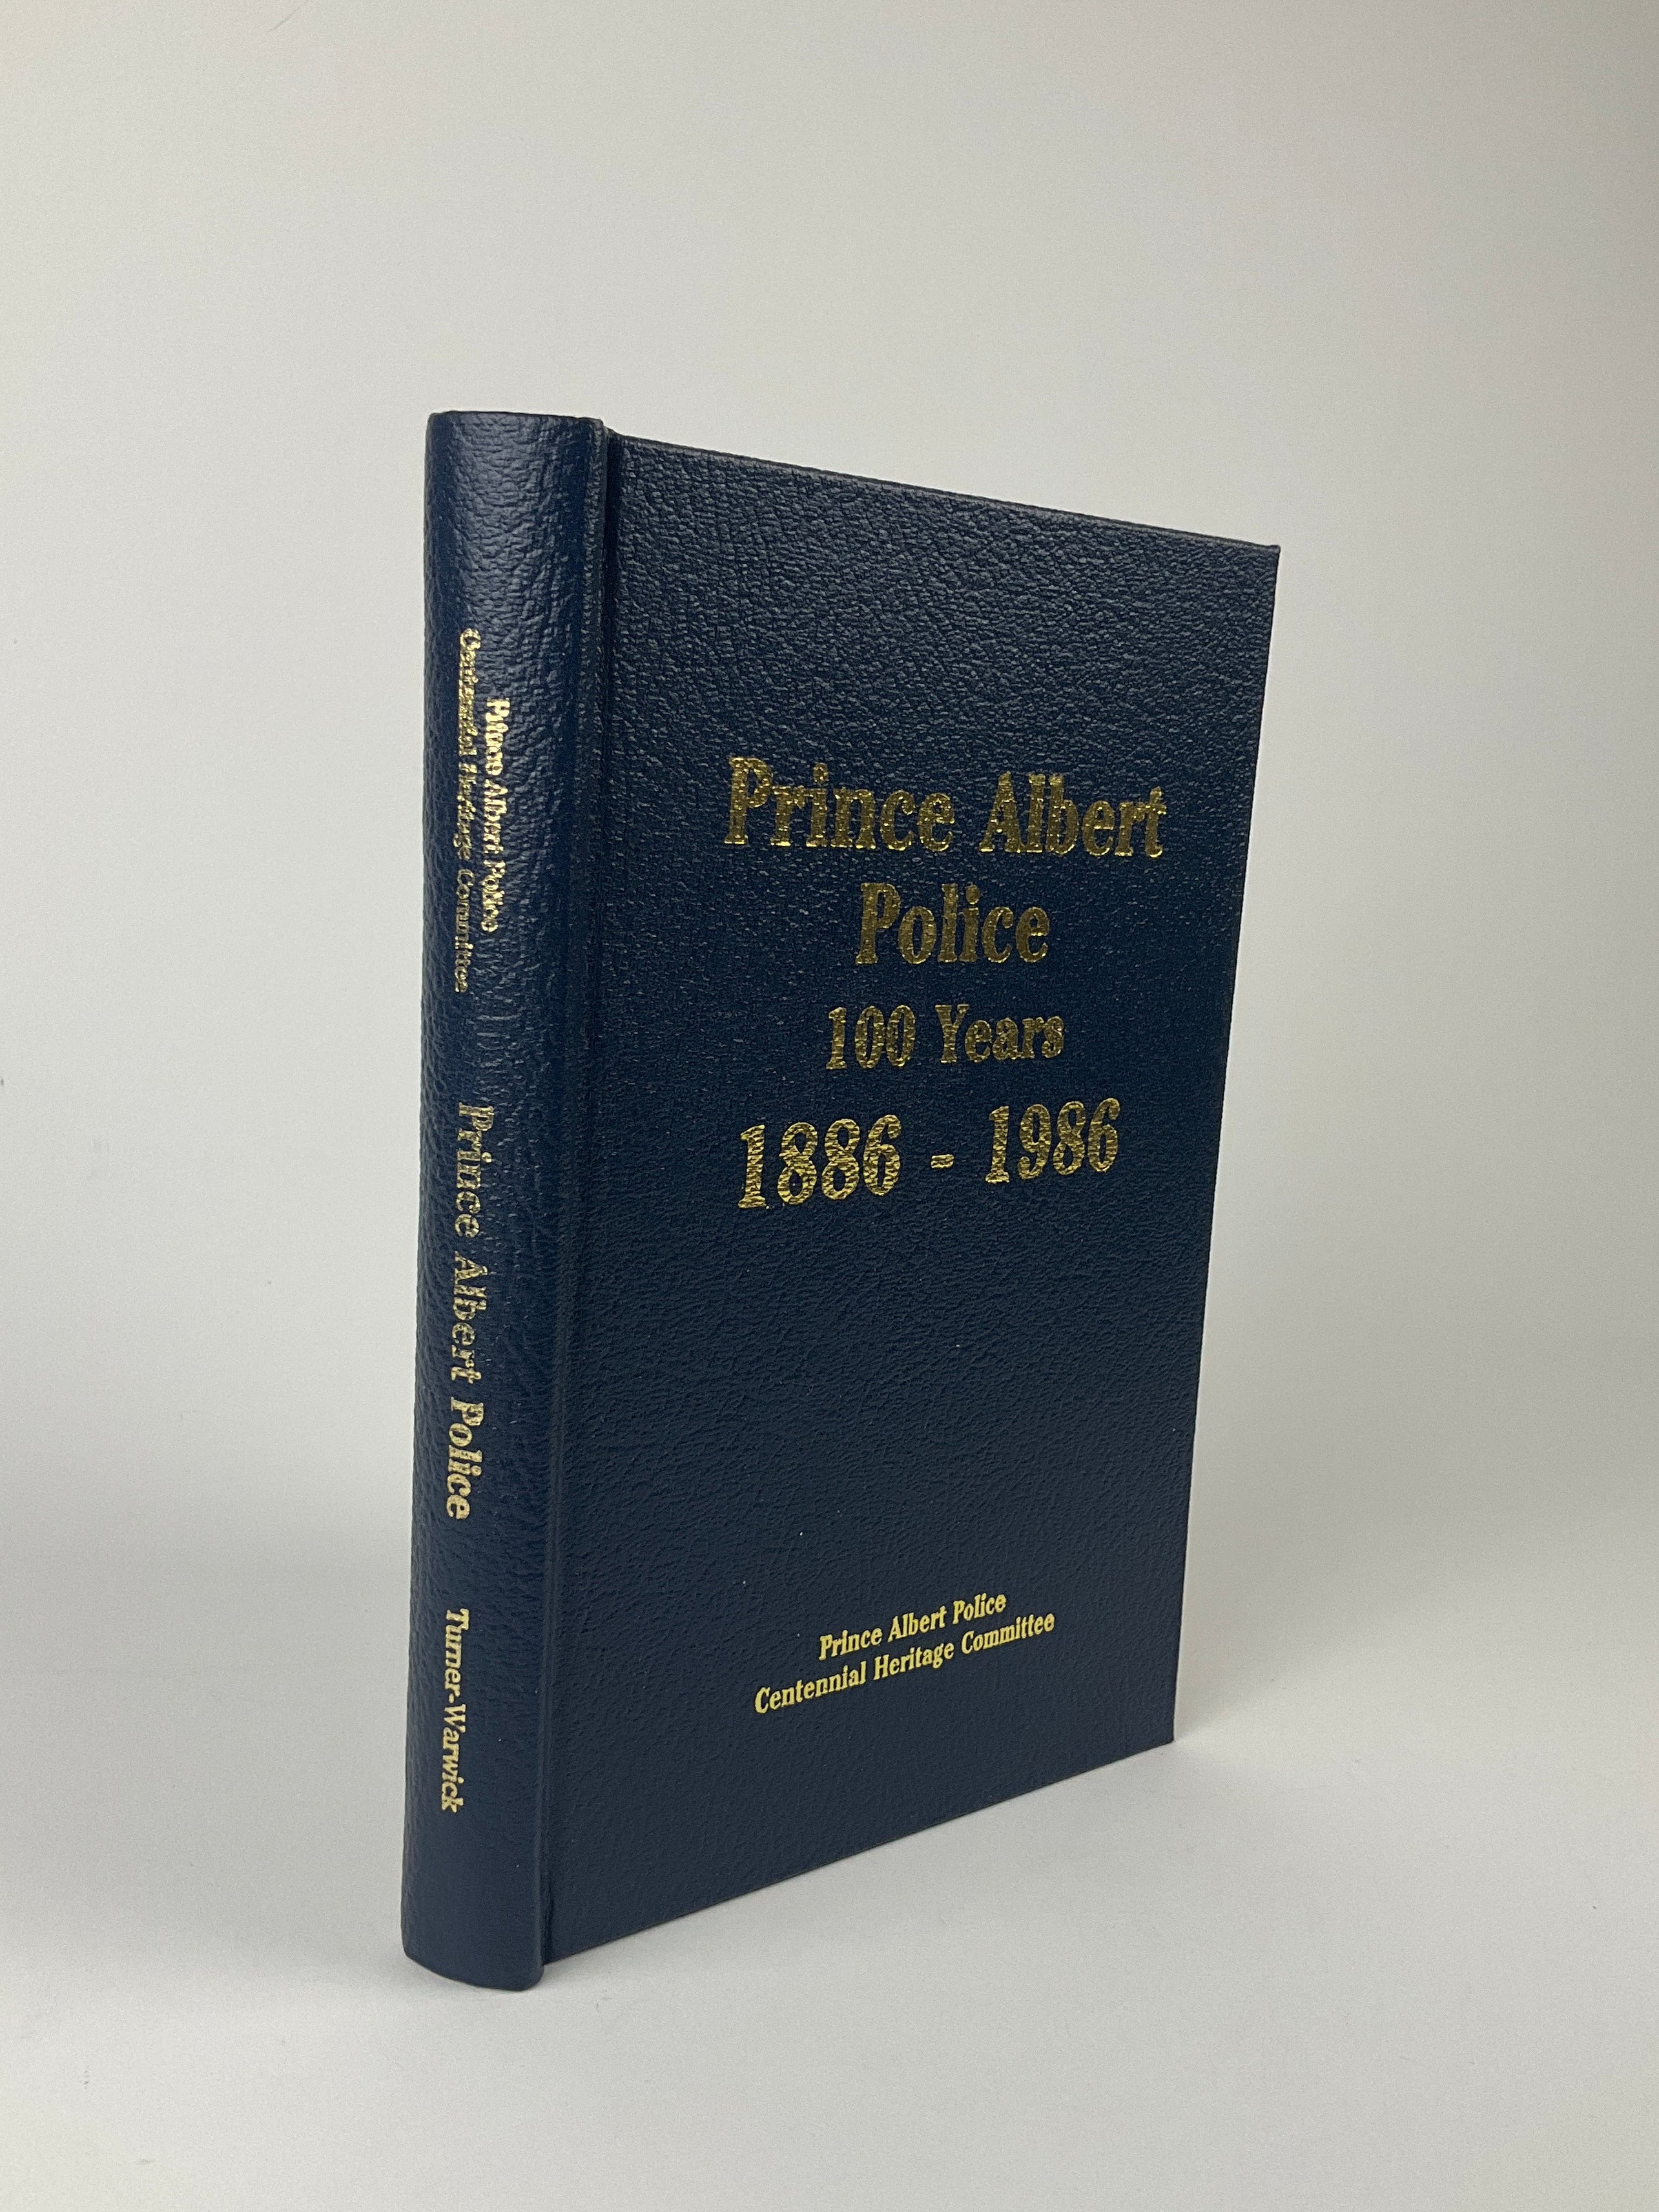 Prince Albert Police
Centennial Heritage Committee
Prince Albert Police
Turner-Warwick
Prince Albert
Police
100 Years
1886 - 1986
Prince Albert Police
Centennial Heritage Committee